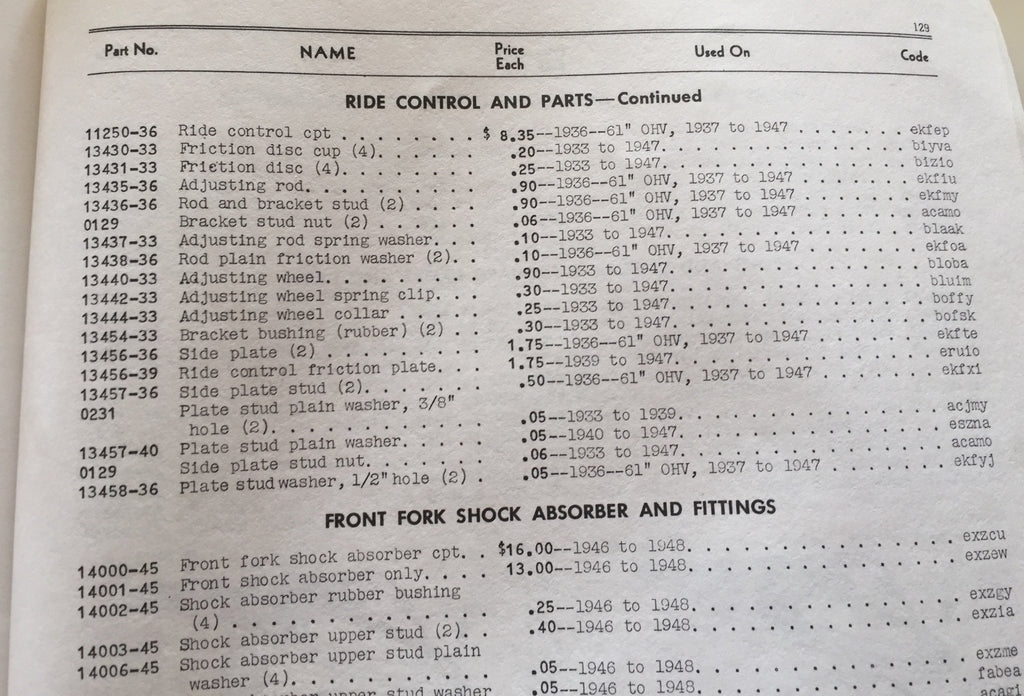 129
Part No. NAME Price Each Used On Code
RIDE CONTROL AND PARTS—Continued
11250-36 Ride control cpt . . . . . . . . $ 8.35--1936--61" OHV, 1937 to 1947 . . . . . . . ekfep
13430-33 Friction disc cup (4). . . . . . .20--1933 to 1947. . . . . . . . . . . . . . . biyva
13431-33 Friction disc (4). . . . . . . . .25--1933 to 1947. . . . . . . . . . . . . . . bizio
13435-36 Adjusting rod. . . . . . . . . . .90--1936--61" OHV, 1937 to 1947 . . . . . . . ekfiu
13436-36 Rod and bracket stud (2) . . . . .90--1936--61" OHV, 1937 to 1947 . . . . . . . ekfmy
0129 Bracket stud nut (2) . . . . . . .06--1936--61" OHV, 1937 to 1947 . . . . . . . acamo
13437-33 Adjusting rod spring washer. . . .10--1933 to 1947. . . . . . . . . . . . . . . blaak
13438-36 Rod plain friction washer (2). . .10--1936--61" OHV, 1937 to 1947 . . . . . . . ekfoa
13440-33 Adjusting wheel. . . . . . . . . .90--1933 to 1947. . . . . . . . . . . . . . . bloba
13442-33 Adjusting wheel spring clip. . . .30--1933 to 1947. . . . . . . . . . . . . . . bluim
13444-33 Adjusting wheel collar . . . . . .25--1933 to 1947. . . . . . . . . . . . . . . boffy
13454-33 Bracket bushing (rubber) (2) . . .30--1933 to 1947. . . . . . . . . . . . . . . bofsk
13456-36 Side plate (2) . . . . . . . . . 1.75--1936--61" OHV, 1937 to 1947 . . . . . . . ekfte
13456-39 Ride control friction plate. . . 1.75--1939 to 1947. . . . . . . . . . . . . . . eruio
13457-36 Side plate stud (2). . . . . . . .50--1936--61" OHV, 1937 to 1947 . . . . . . . ekfxi
0231 Plate stud plain washer, 3/8"
hole (2). . . . . . . . . . . .05--1933 to 1939. . . . . . . . . . . . . . . acjmy
13457-40 Plate stud plain washer. . . . . .05--1940 to 1947. . . . . . . . . . . . . . . eszna
0129 Side plate stud nut. . . . . . . .06--1933 to 1947. . . . . . . . . . . . . . . acamo
13458-36 Plate stud washer, 1/2" hole (2) . .05--1936--61" OHV, 1937 to 1947 . . . . . . . ekfyj
FRONT FORK SHOCK ABSORBER AND FITTINGS
14000-45 Front fork shock absorber cpt. . $16.00--1946 to 1948. . . . . . . . . . . . . . . exzcu
14001-45 Front shock absorber only. . . . 13.00--1946 to 1948. . . . . . . . . . . . . . . exzew
14002-45 Shock absorber rubber bushing
(4) . . . . . . . . . . . . . .25--1946 to 1948. . . . . . . . . . . . . . . exzgy
14003-45 Shock absorber upper stud (2). . .40--1946 to 1948. . . . . . . . . . . . . . . exzia
14006-45 Shock absorber upper stud plain
washer (4). . . . . . . . . . .05--1946 to 1948. . . . . . . . . . . . . . . exzme
upper stud washer .05--1946 to 1948. . . . . . . . . . . . . . . fabea